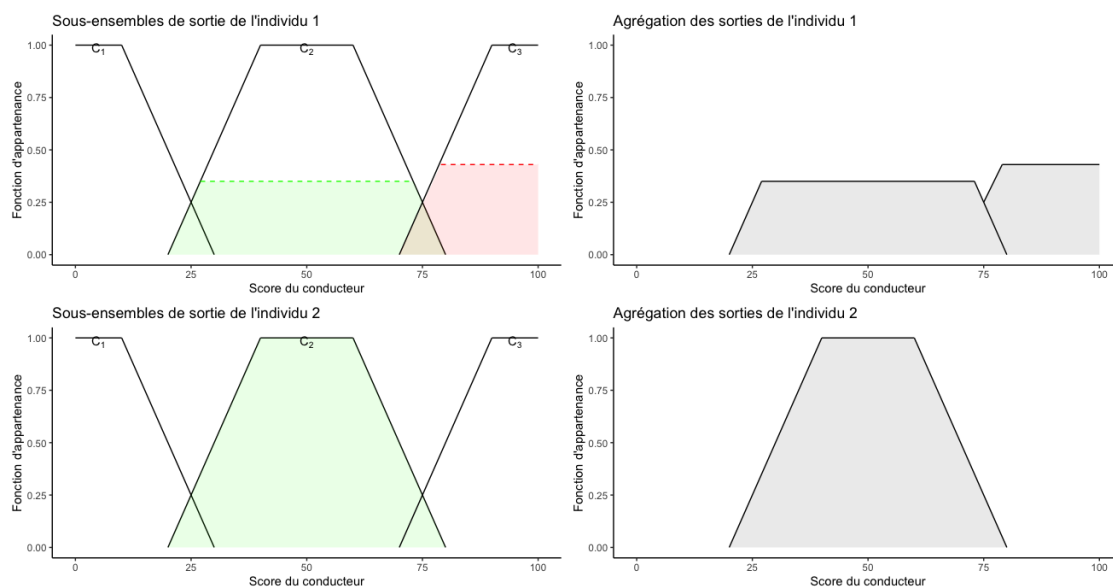 Sous-ensembles de sortie de l'individu 1
1.00
0.75
0.50
0.25
0.00
Fonction d'appartenance
C1
C2
C3
0
25
50
75
100
Score du conducteur
Agrégation des sorties de l'individu 1
1.00
0.75
0.50
0.25
0.00
Fonction d'appartenance
0
25
50
75
100
Score du conducteur
Sous-ensembles de sortie de l'individu 2
1.00
0.75
0.50
0.25
0.00
Fonction d'appartenance
C1
C2
C3
0
25
50
75
100
Score du conducteur
Agrégation des sorties de l'individu 2
1.00
0.75
0.50
0.25
0.00
Fonction d'appartenance
0
25
50
75
100
Score du conducteur